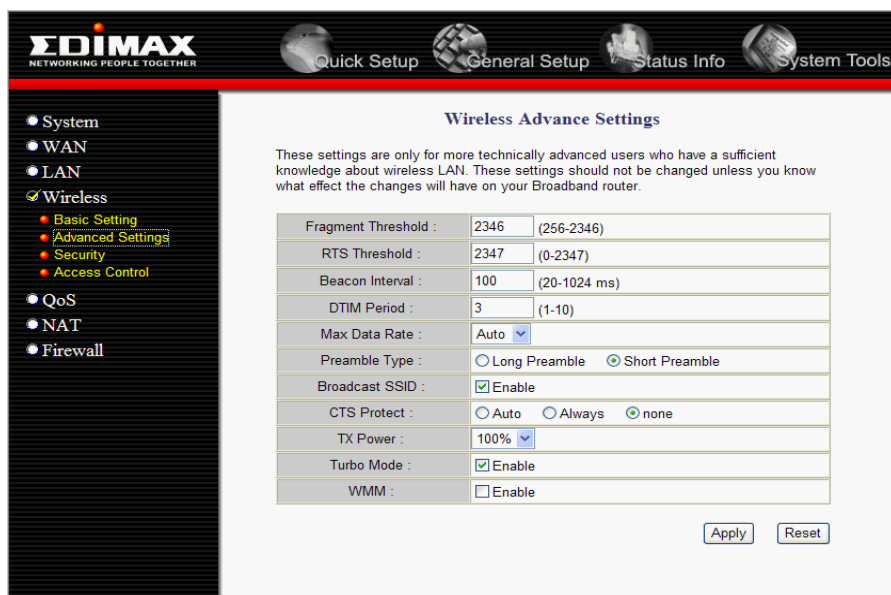 EDIMAX
NETWORKING PEOPLE TOGETHER
Quick Setup
General Setup
Status Info
System Tools
System
WAN
LAN
Wireless
Basic Setting
Advanced Settings
Security
Access Control
QoS
NAT
Firewall
Wireless Advance Settings
These settings are only for more technically advanced users who have a sufficient
knowledge about wireless LAN. These settings should not be changed unless you know
what effect the changes will have on your Broadband router.
Fragment Threshold : 2346 (256-2346)
RTS Threshold : 2347 (0-2347)
Beacon Interval : 100 (20-1024 ms)
DTIM Period : 3 (1-10)
Max Data Rate : Auto
Preamble Type : Long Preamble Short Preamble
Broadcast SSID : Enable
CTS Protect : Auto Always none
TX Power : 100%
Turbo Mode : Enable
WMM : Enable
Apply Reset